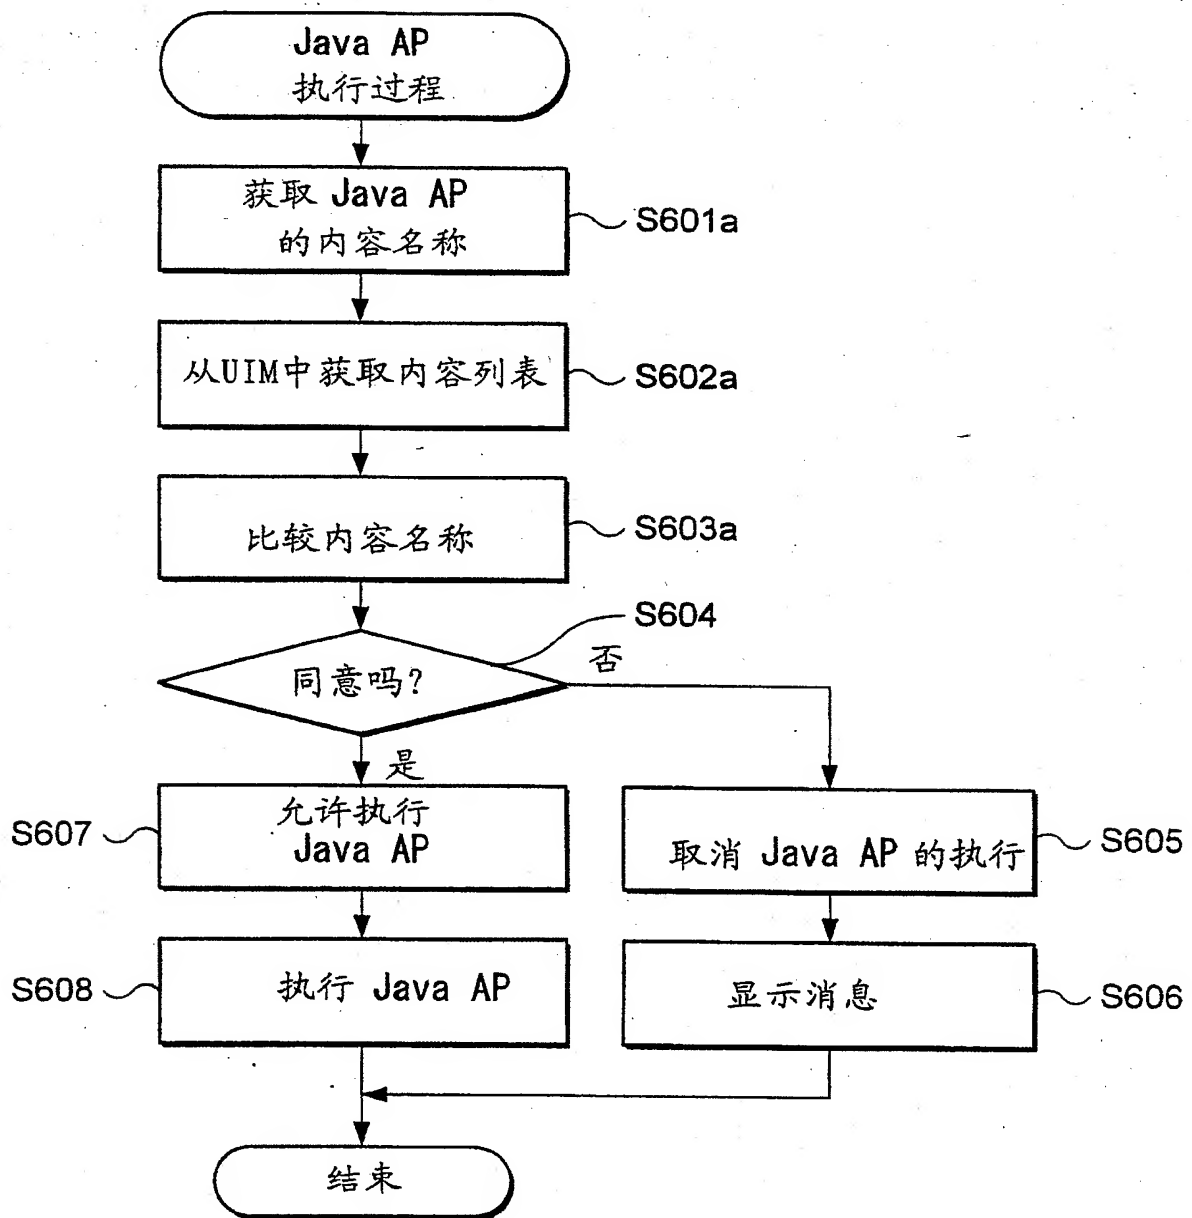 Java AP
执行过程
获取 Java AP
的内容名称
S601a
从UIM中获取内容列表
S602a
比较内容名称
S603a
S604
同意吗?
否
是
允许执行
Java AP
S607
取消 Java AP 的执行
S605
执行 Java AP
S608
显示消息
S606
结束